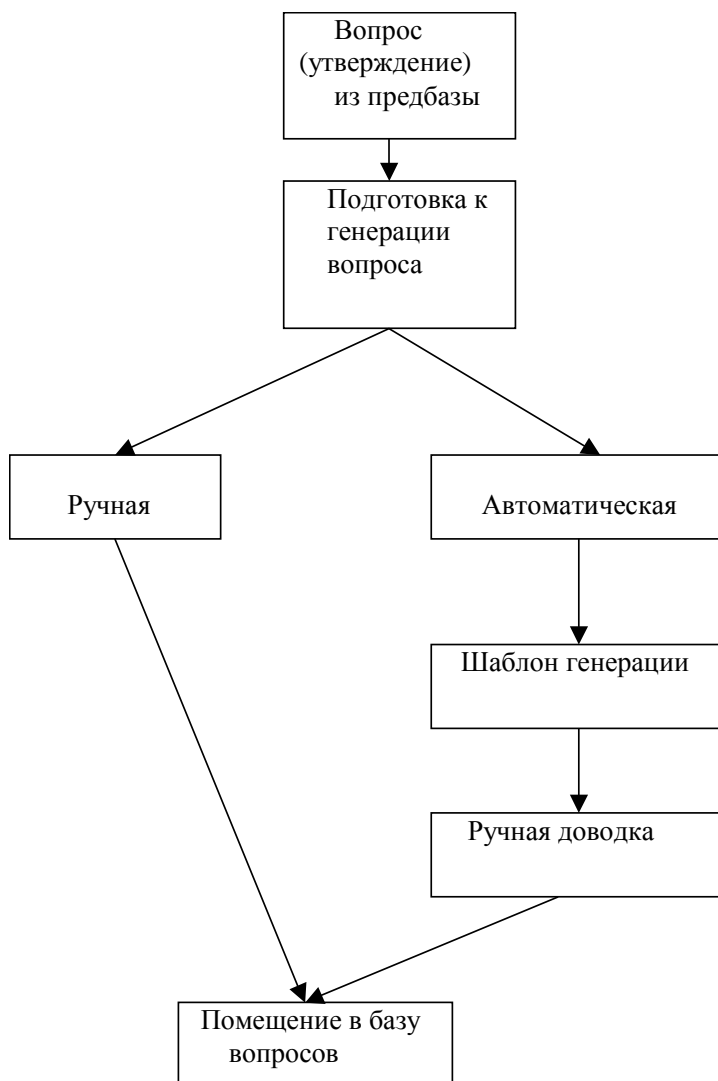 Вопрос
(утверждение)
из предбазы
Подготовка к
генерации
вопроса
Ручная
Автоматическая
Шаблон генерации
Ручная доводка
Помещение в базу
вопросов